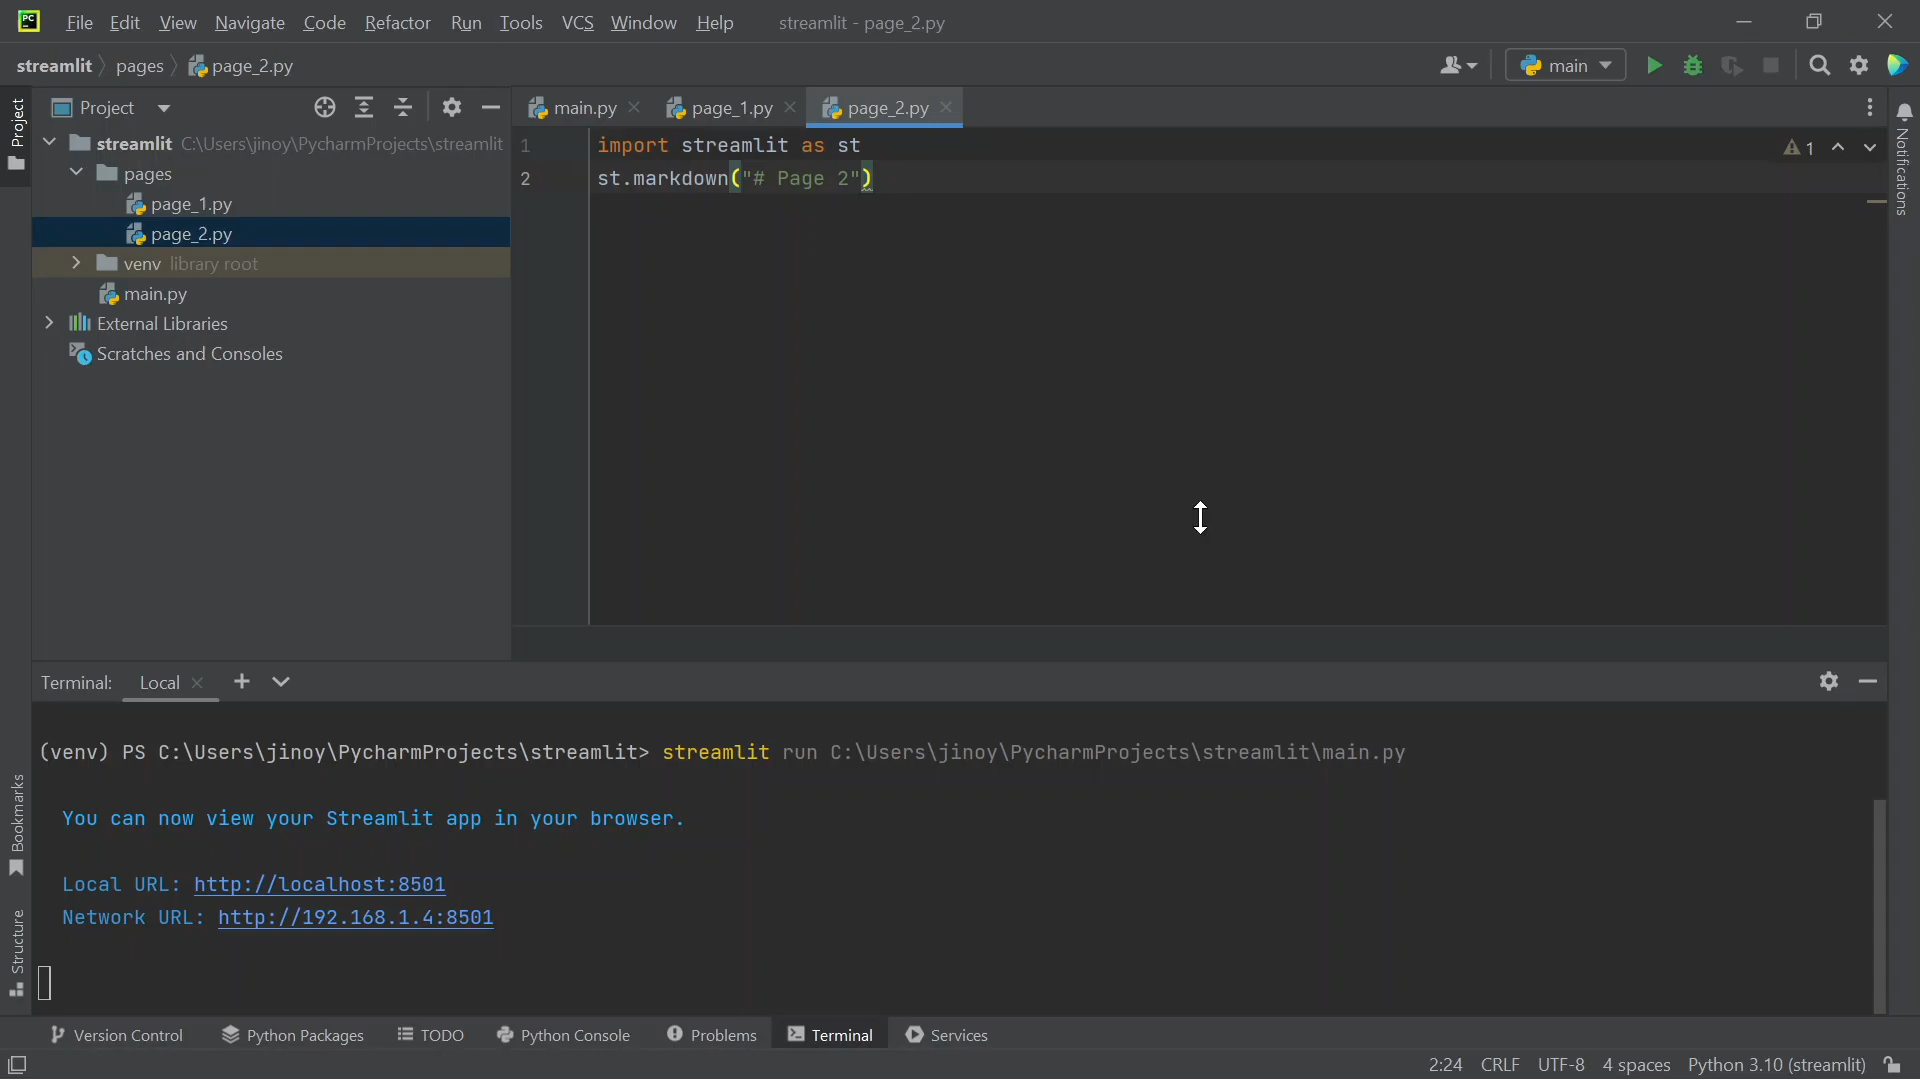 PC File Edit View Navigate Code Refactor Run Tools VCS Window Help streamlit - page_2.py
streamlit pages page_2.py main
Project
Project
streamlit C:\Users\jinoy\PycharmProjects\streamlit
pages
page_1.py
page_2.py
venv library root
main.py
External Libraries
Scratches and Consoles
main.py page_1.py page_2.py
1 import streamlit as st
2 st.markdown("# Page 2")
1
Notifications
Terminal: Local
(venv) PS C:\Users\jinoy\PycharmProjects\streamlit> streamlit run C:\Users\jinoy\PycharmProjects\streamlit\main.py
You can now view your Streamlit app in your browser.
Local URL: http://localhost:8501
Network URL: http://192.168.1.4:8501
Bookmarks
Structure
Version Control Python Packages TODO Python Console Problems Terminal Services
2:24 CRLF UTF-8 4 spaces Python 3.10 (streamlit)